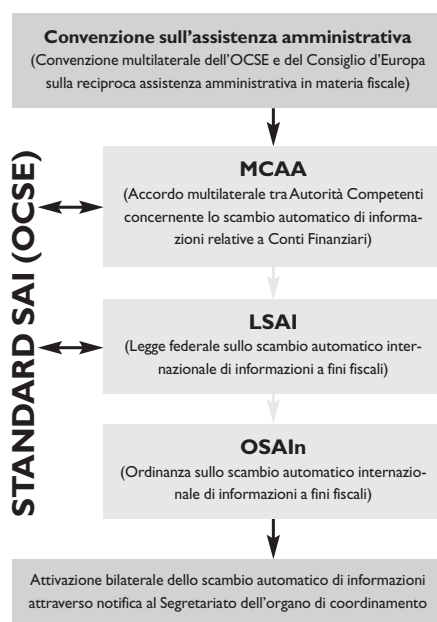 Convenzione sull'assistenza amministrativa
(Convenzione multilaterale dell'OCSE e del Consiglio d'Europa
sulla reciproca assistenza amministrativa in materia fiscale)
STANDARD SAI (OCSE)
MCAA
(Accordo multilaterale tra Autorità Competenti
concernente lo scambio automatico di informa-
zioni relative a Conti Finanziari)
LSAI
(Legge federale sullo scambio automatico inter-
nazionale di informazioni a fini fiscali)
OSAIn
(Ordinanza sullo scambio automatico internazio-
nale di informazioni a fini fiscali)
Attivazione bilaterale dello scambio automatico di informazioni
attraverso notifica al Segretariato dell'organo di coordinamento